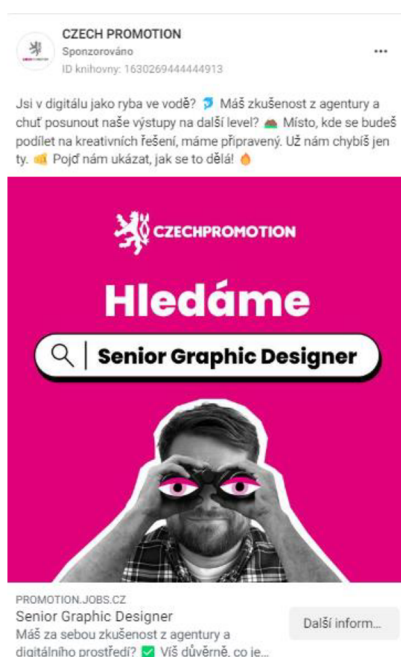 CZECH PROMOTION
Sponzorováno
ID knihovny: 1630269444444913
Jsi v digitálu jako ryba ve vodě? Máš zkušenost z agentury a
chuť posunout naše výstupy na další level? Místo, kde se budeš
podílet na kreativních řešení, máme připravený. Už nám chybíš jen
ty. Pojď nám ukázat, jak se to dělá!
CZECHPROMOTION
Hledáme
Senior Graphic Designer
PROMOTION.JOBS.CZ
Senior Graphic Designer
Máš za sebou zkušenost z agentury a
digitálního prostředí? ✅ Víš důvěrně, co je...
Další inform...